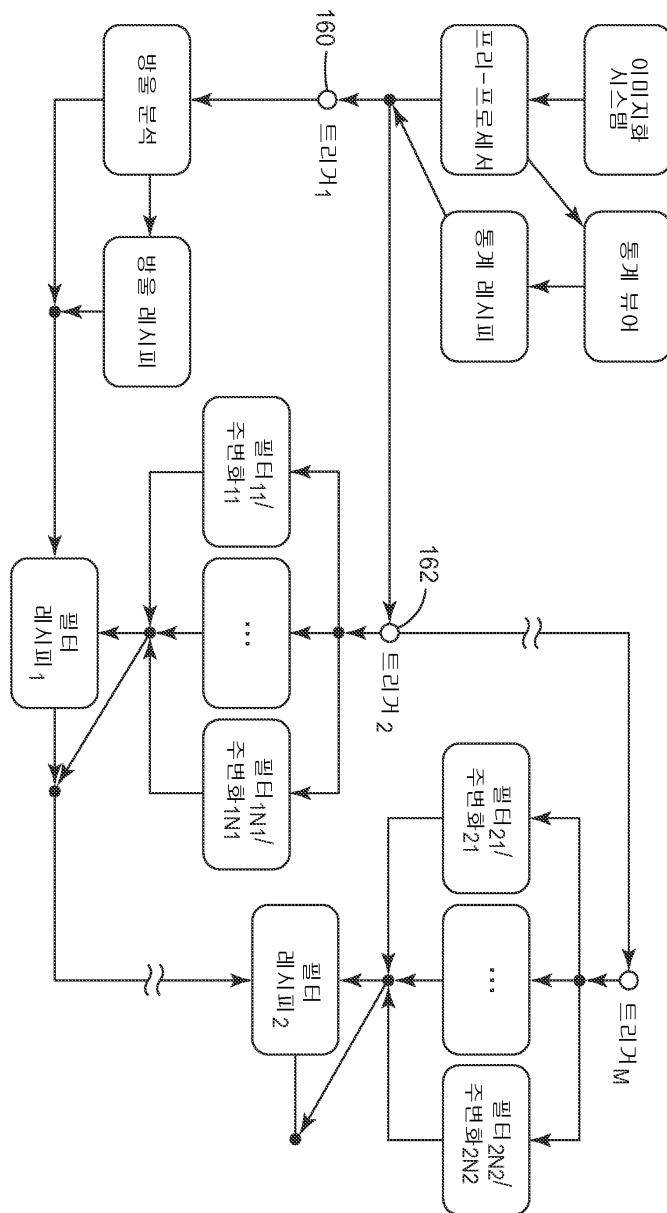 이미지화
시스템
통계 뷰어
트리거M
프리-프로세서
통계 레시피
필터21/
주변화21
...
필터2N2/
주변화2N2
162
트리거2
160
트리거1
필터
레시피2
필터11/
주변화11
...
필터1N1/
주변화1N1
방울 분석
방울 레시피
필터
레시피1